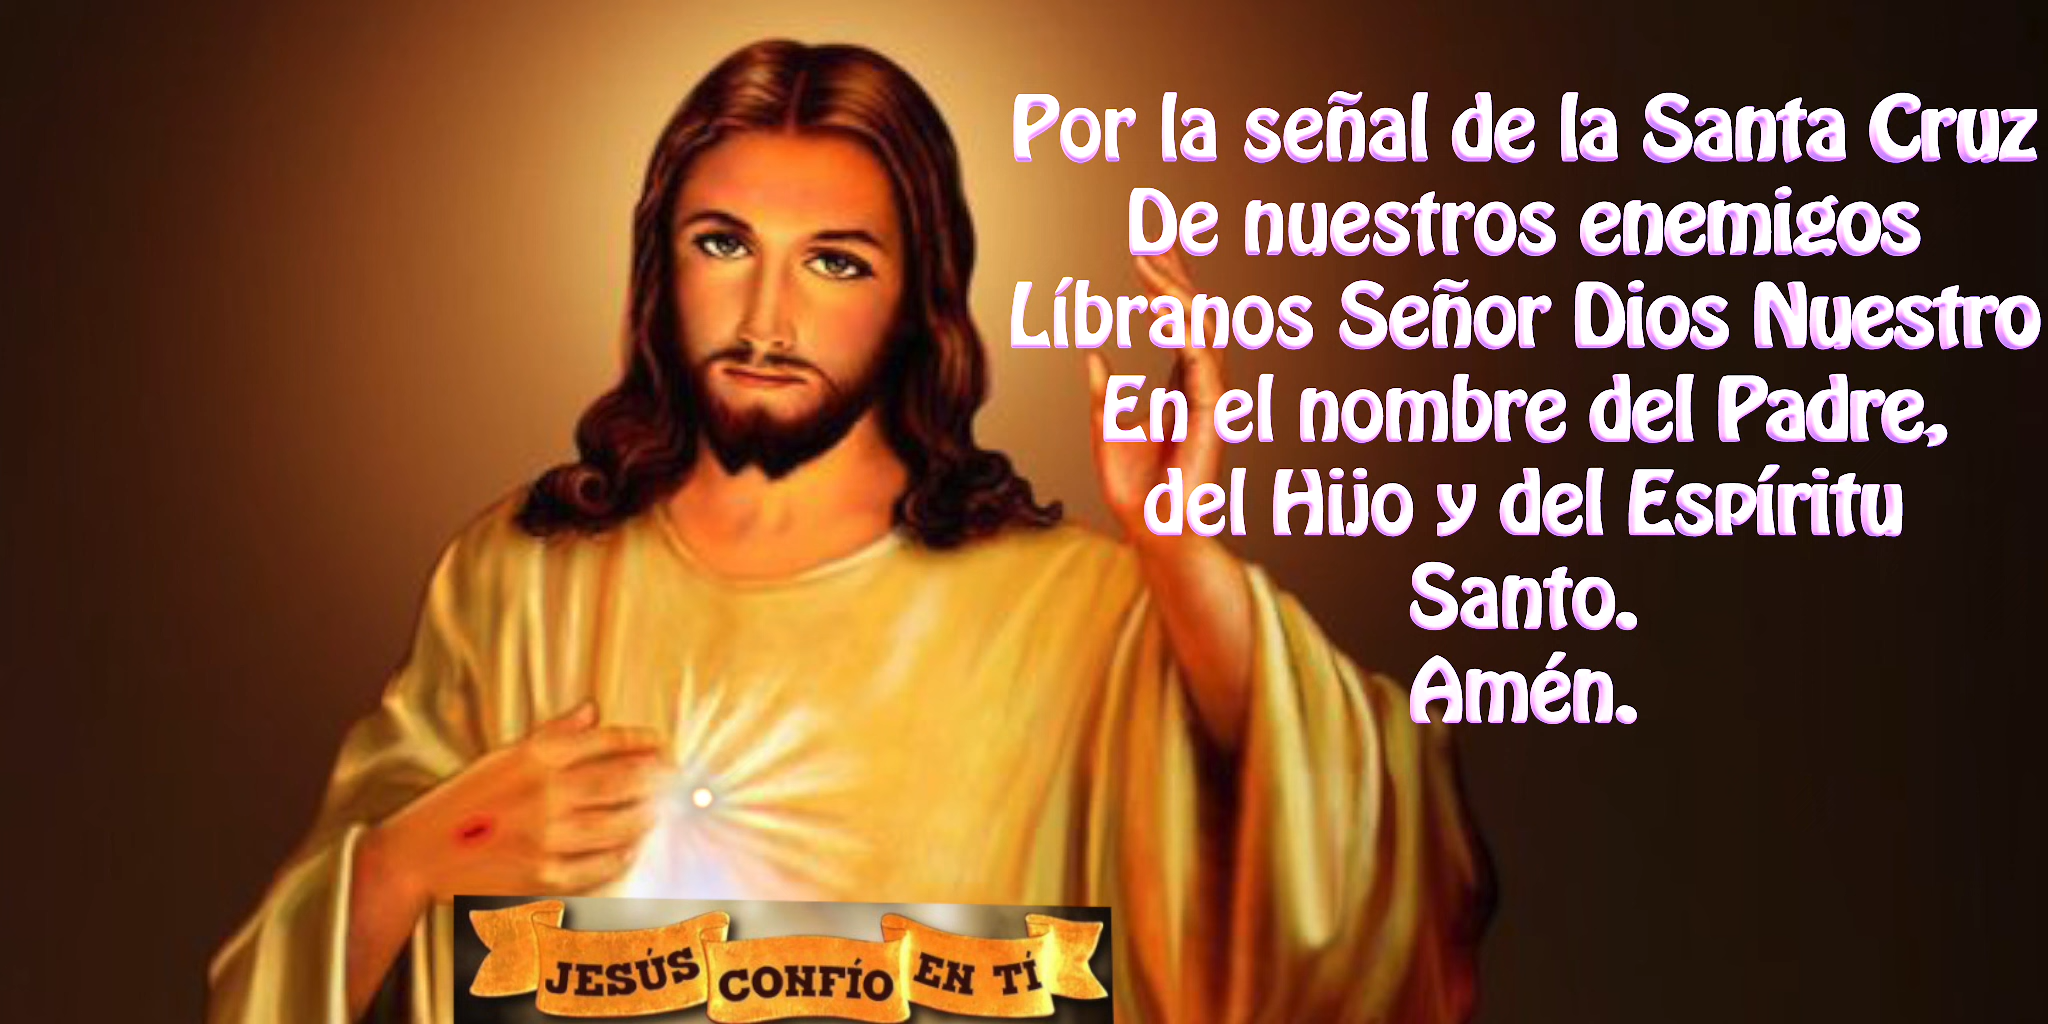 Por la señal de la Santa Cruz
De nuestros enemigos
Líbranos Señor Dios Nuestro
En el nombre del Padre,
del Hijo y del Espíritu
Santo.
Amén.
JESÚS CONFÍO EN TÍ